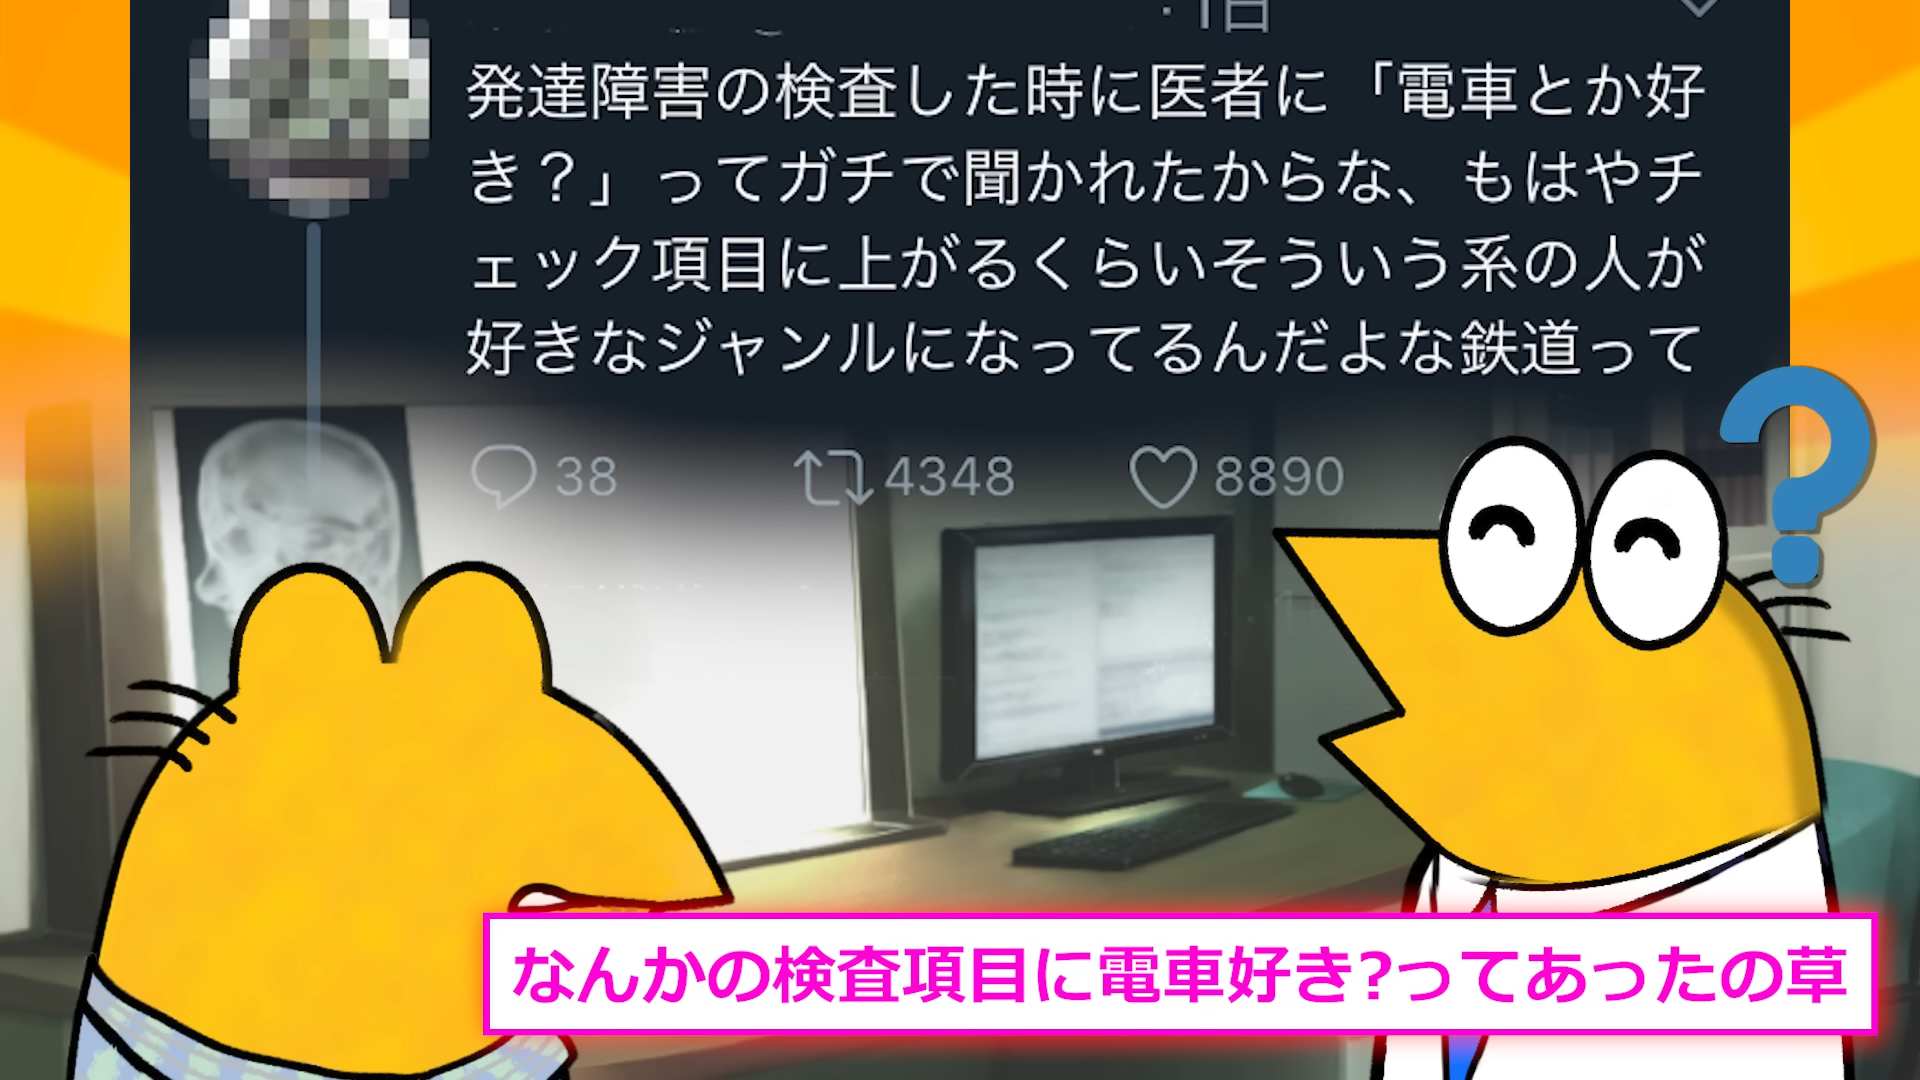 ・1日
発達障害の検査した時に医者に「電車とか好
き？」ってガチで聞かれたからな、もはやチ
ェック項目に上がるくらいそういう系の人が
好きなジャンルになってるんだよな鉄道って
38 4348 8890
?
なんかの検査項目に電車好き?ってあったの草